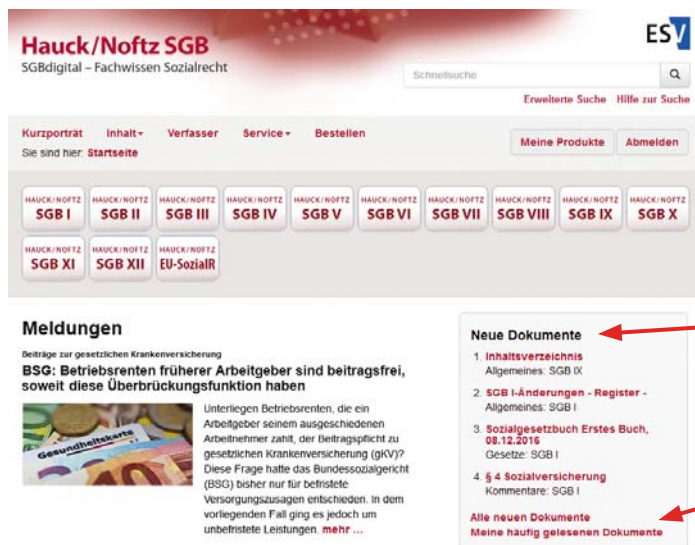 Hauck/Noftz SGB
SGBdigital – Fachwissen Sozialrecht
ESV
Schnellsuche
Erweiterte Suche Hilfe zur Suche
Kurzporträt Inhalt Verfasser Service Bestellen
Sie sind hier: Startseite
Meine Produkte Abmelden
HAUCK/NOFTZ HAUCK/NOFTZ HAUCK/NOFTZ HAUCK/NOFTZ HAUCK/NOFTZ HAUCK/NOFTZ HAUCK/NOFTZ HAUCK/NOFTZ HAUCK/NOFTZ HAUCK/NOFTZ
SGB I SGB II SGB III SGB IV SGB V SGB VI SGB VII SGB VIII SGB IX SGB X
HAUCK/NOFTZ HAUCK/NOFTZ HAUCK/NOFTZ
SGB XI SGB XII EU-SozialR
Meldungen
Beiträge zur gesetzlichen Krankenversicherung
BSG: Betriebsrenten früherer Arbeitgeber sind beitragsfrei,
soweit diese Überbrückungsfunktion haben
Gesundheitskarte
10
Unterliegen Betriebsrenten, die ein
Arbeitgeber seinem ausgeschiedenen
Arbeitnehmer zahlt, der Beitragspflicht zu
gesetzlichen Krankenversicherung (gKV)?
Diese Frage hatte das Bundessozialgericht
(BSG) bisher nur für befristete
Versorgungszusagen entschieden. In dem
vorliegenden Fall ging es jedoch um
unbefristete Leistungen. mehr ...
Neue Dokumente
1. Inhaltsverzeichnis
Allgemeines: SGB IX
2. SGB I-Änderungen - Register -
Allgemeines: SGB I
3. Sozialgesetzbuch Erstes Buch,
08.12.2016
Gesetze: SGB I
4. § 4 Sozialversicherung
Kommentare: SGB I
Alle neuen Dokumente
Meine häufig gelesenen Dokumente